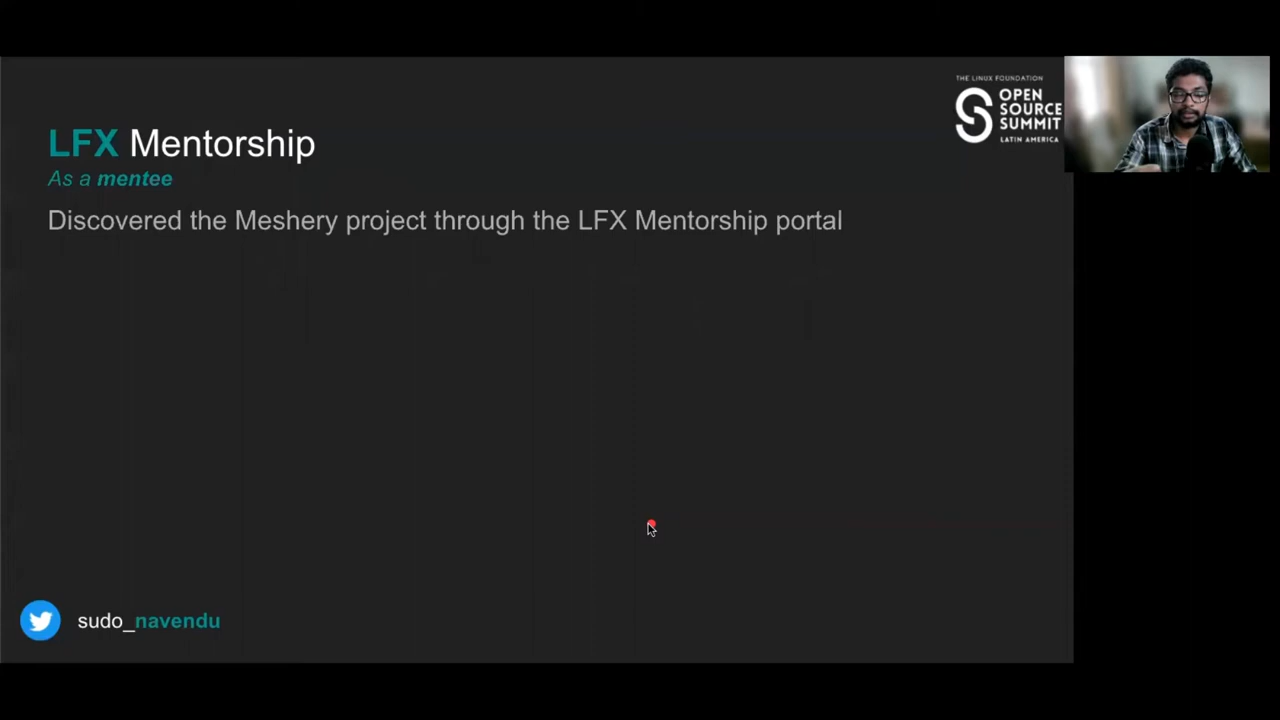 THE LINUX FOUNDATION
OPEN
SOURCE
SUMMIT
LATIN AMERICA
LFX Mentorship
As a mentee
Discovered the Meshery project through the LFX Mentorship portal
sudo_navendu